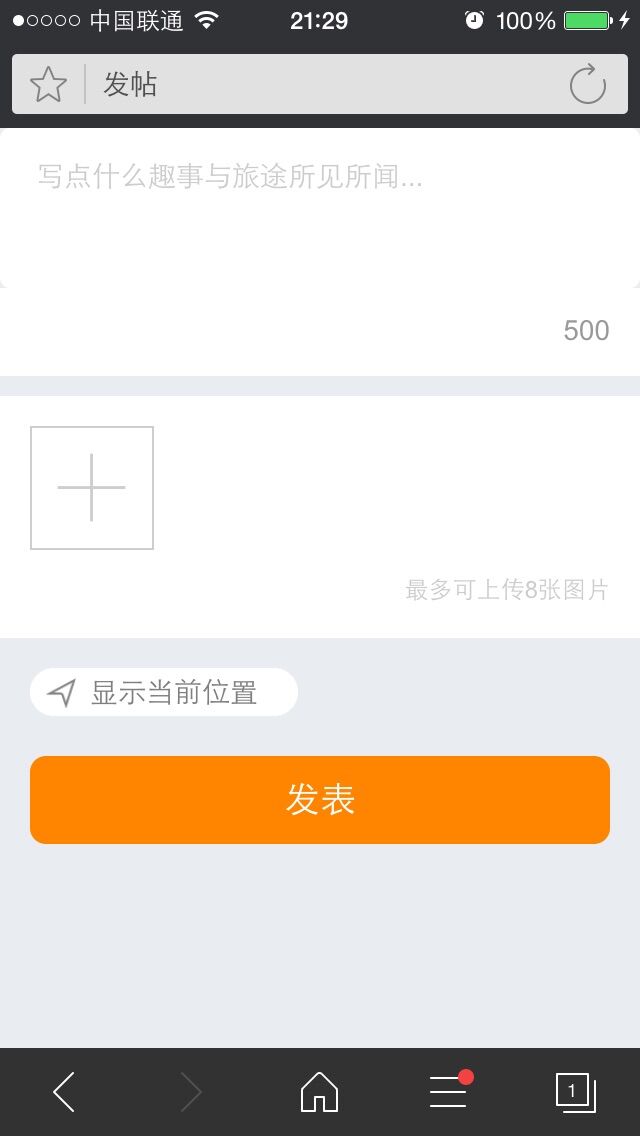 中国联通 21:29 100%
发帖
写点什么趣事与旅途所见所闻...
500
最多可上传8张图片
显示当前位置
发表
1